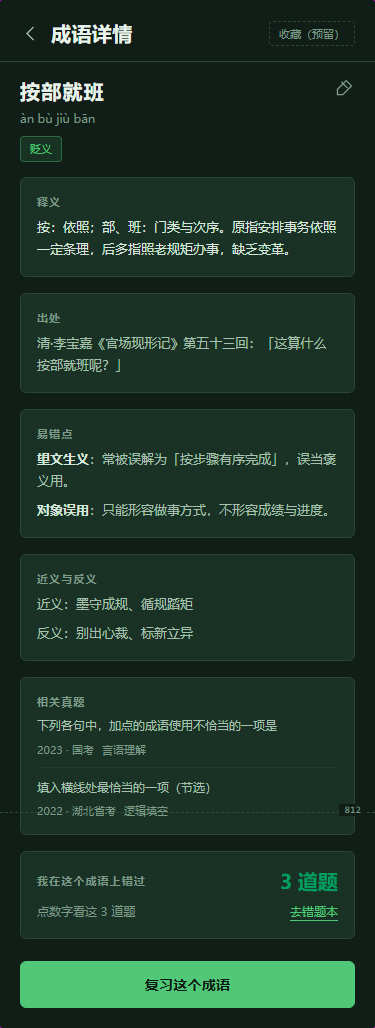 成语详情
收藏（预留）
按部就班
àn bù jiù bān
贬义
释义
按：依照；部、班：门类与次序。原指安排事务依照
一定条理，后多指照老规矩办事，缺乏变革。
出处
清·李宝嘉《官场现形记》第五十三回：「这算什么
按部就班呢？」
易错点
望文生义：常被误解为「按步骤有序完成」，误当褒
义用。
对象误用：只能形容做事方式，不形容成绩与进度。
近义与反义
近义：墨守成规、循规蹈矩
反义：别出心裁、标新立异
相关真题
下列各句中，加点的成语使用不恰当的一项是
2023 · 国考 言语理解
填入横线处最恰当的一项（节选）
812
2022 · 湖北省考 逻辑填空
我在这个成语上错过
3 道题
点数字看这 3 道题
去错题本
复习这个成语